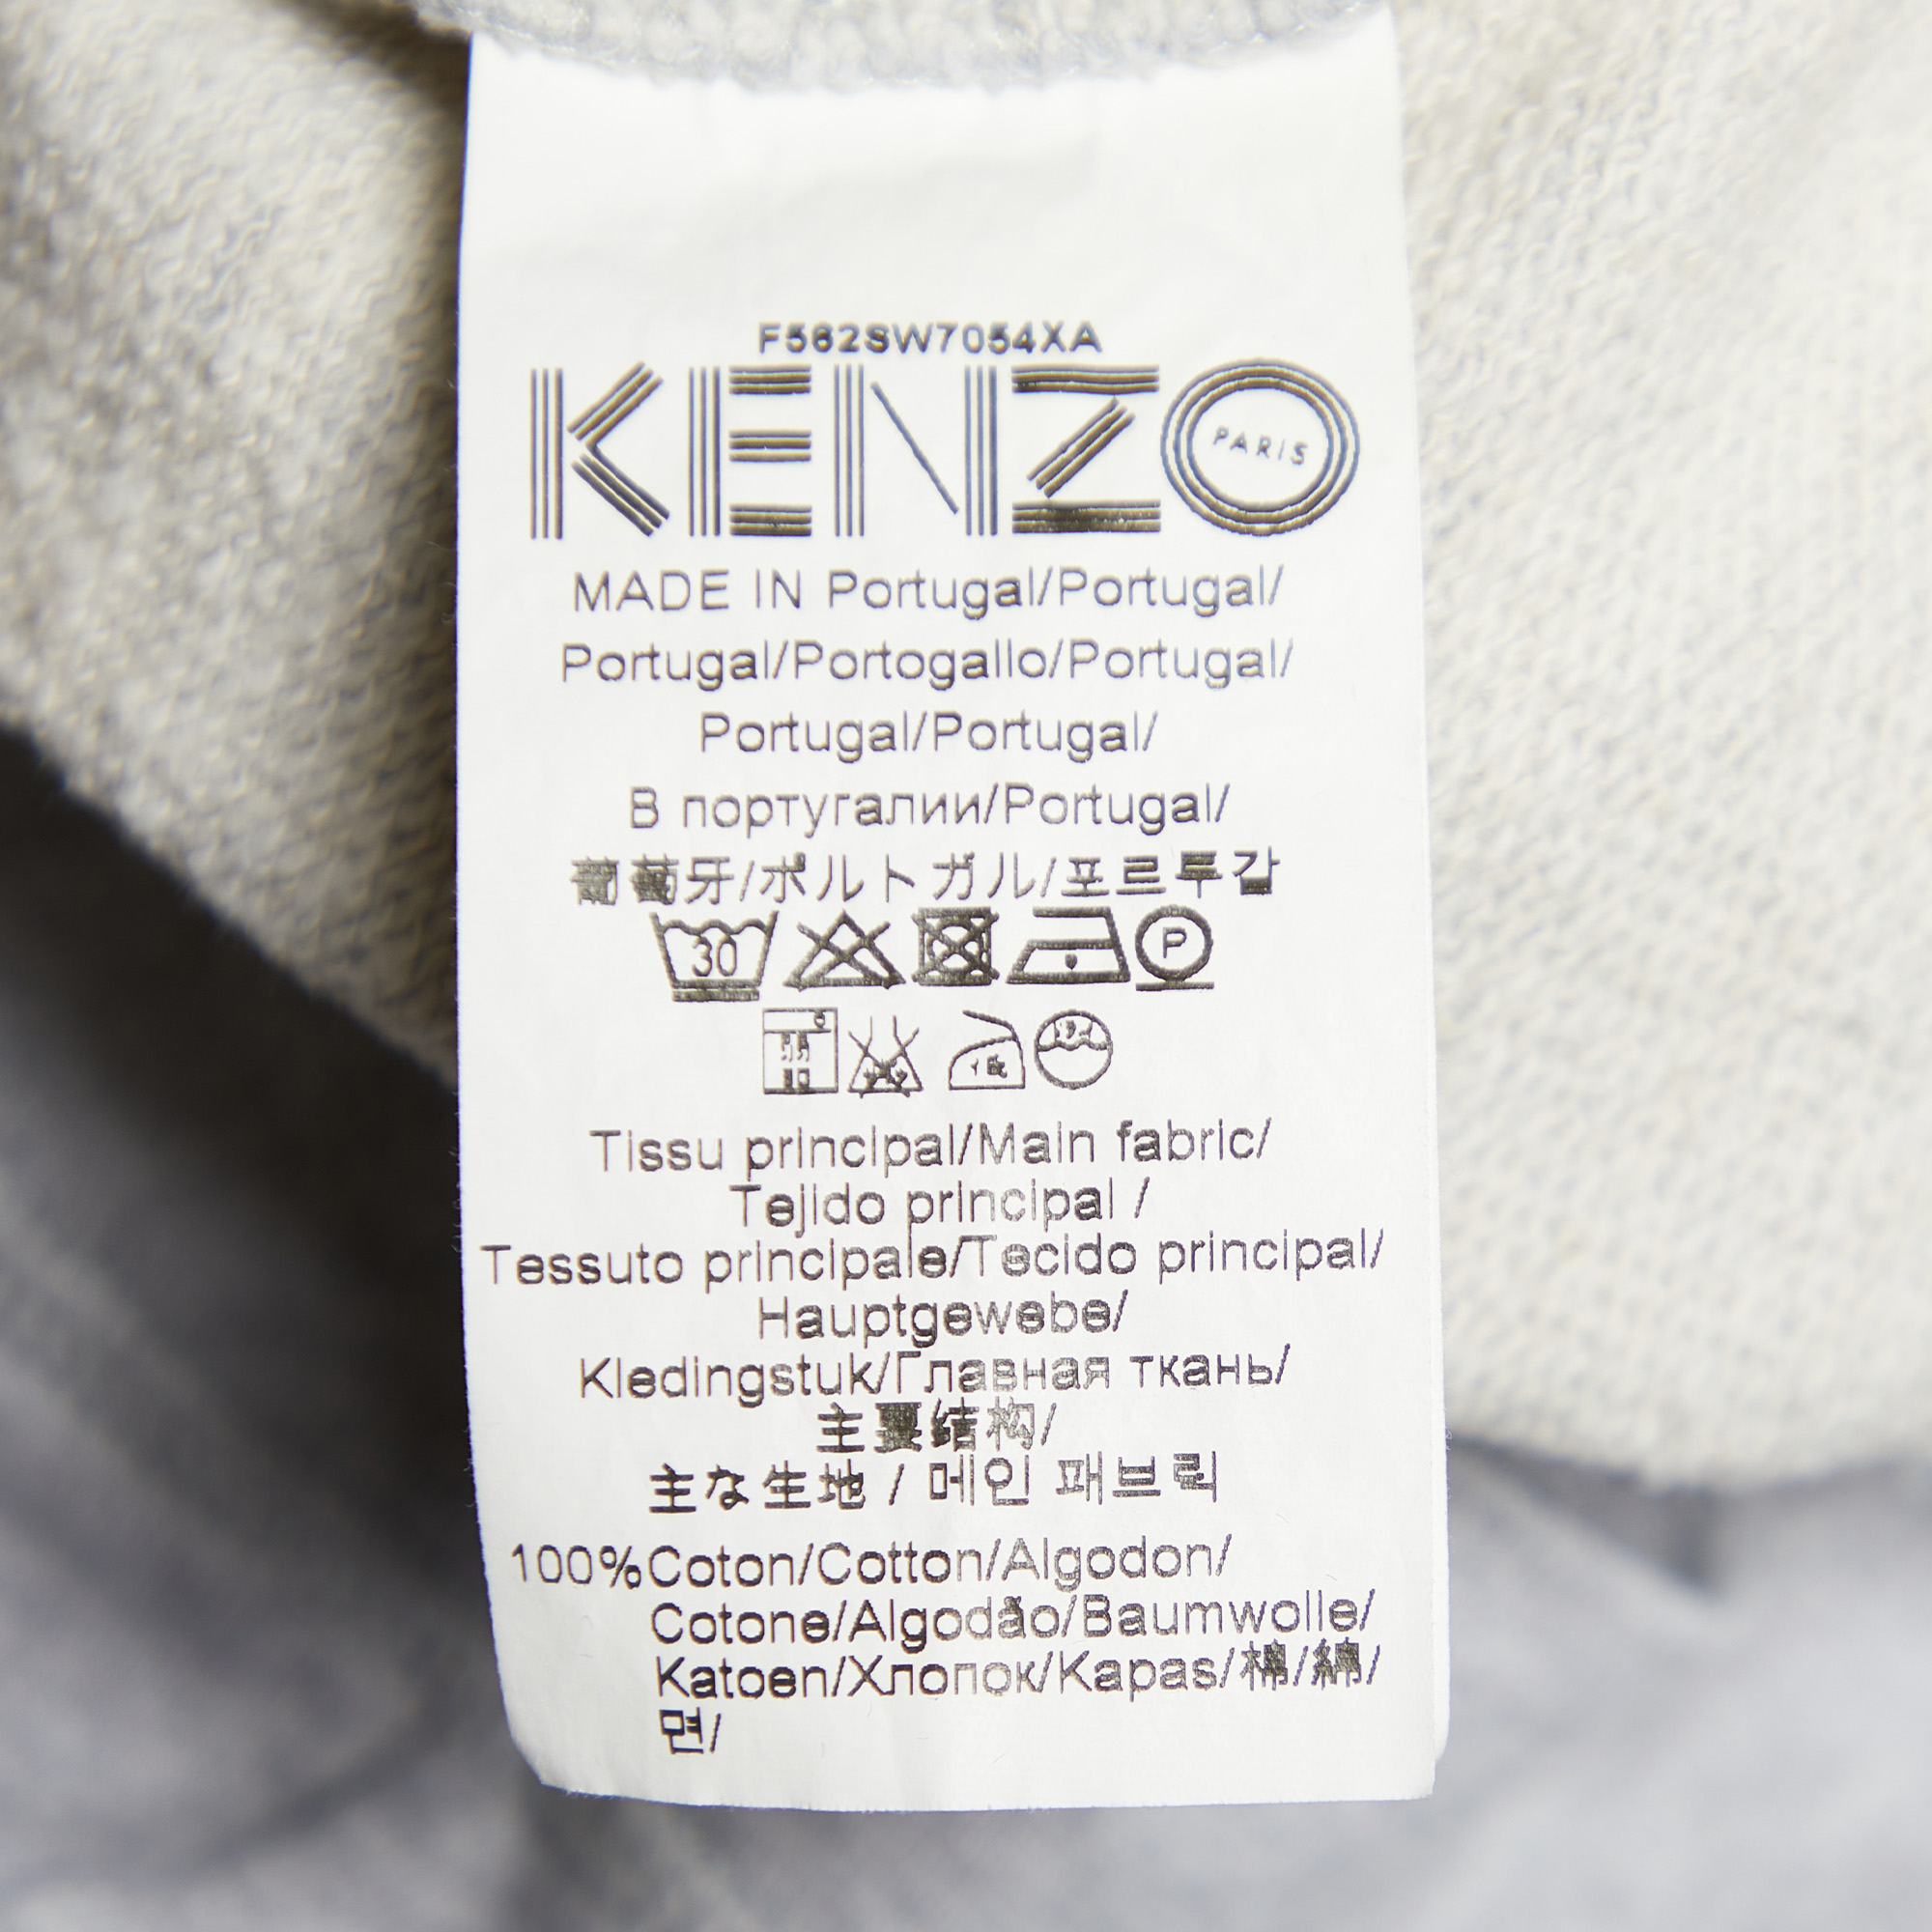 F562SW7054XA
KENZO
PARIS
MADE IN Portugal/Portugal/
Portugal/Portogallo/Portugal/
Portugal/Portugal/
В португалии/Portugal/
葡萄牙/ポルトガル/포르투갈
30 P
Tissu principal/Main fabric/
Tejido principal /
Tessuto principale/Tecido principal/
Hauptgewebe/
Kledingstuk/Главная ткань/
主要结构/
主な生地 / 메인 패브릭
100%Coton/Cotton/Algodon/
Cotone/Algodão/Baumwolle/
Katoen/Хлопок/Kapas/棉/綿/
면/